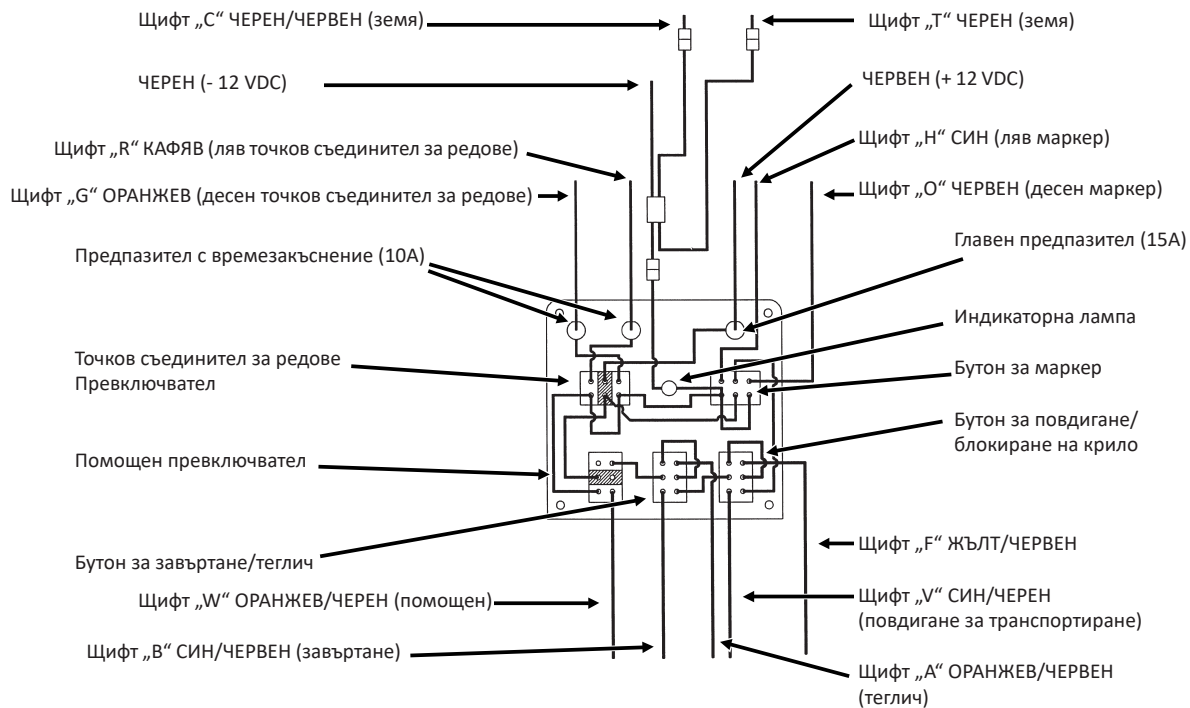 Щифт „C“ ЧЕРЕН/ЧЕРВЕН (земя)
Щифт „T“ ЧЕРЕН (земя)
ЧЕРЕН (- 12 VDC)
ЧЕРВЕН (+ 12 VDC)
Щифт „R“ КАФЯВ (ляв точков съединител за редове)
Щифт „H“ СИН (ляв маркер)
Щифт „G“ ОРАНЖЕВ (десен точков съединител за редове)
Щифт „O“ ЧЕРВЕН (десен маркер)
Предпазител с времезакъснение (10A)
Главен предпазител (15A)
Индикаторна лампа
Точков съединител за редове
Превключвател
Бутон за маркер
Бутон за повдигане/
блокиране на крило
Помощен превключвател
Бутон за завъртане/теглич
Щифт „F“ ЖЪЛТ/ЧЕРВЕН
Щифт „W“ ОРАНЖЕВ/ЧЕРЕН (помощен)
Щифт „V“ СИН/ЧЕРЕН
(повдигане за транспортиране)
Щифт „B“ СИН/ЧЕРВЕН (завъртане)
Щифт „A“ ОРАНЖЕВ/ЧЕРВЕН
(теглич)